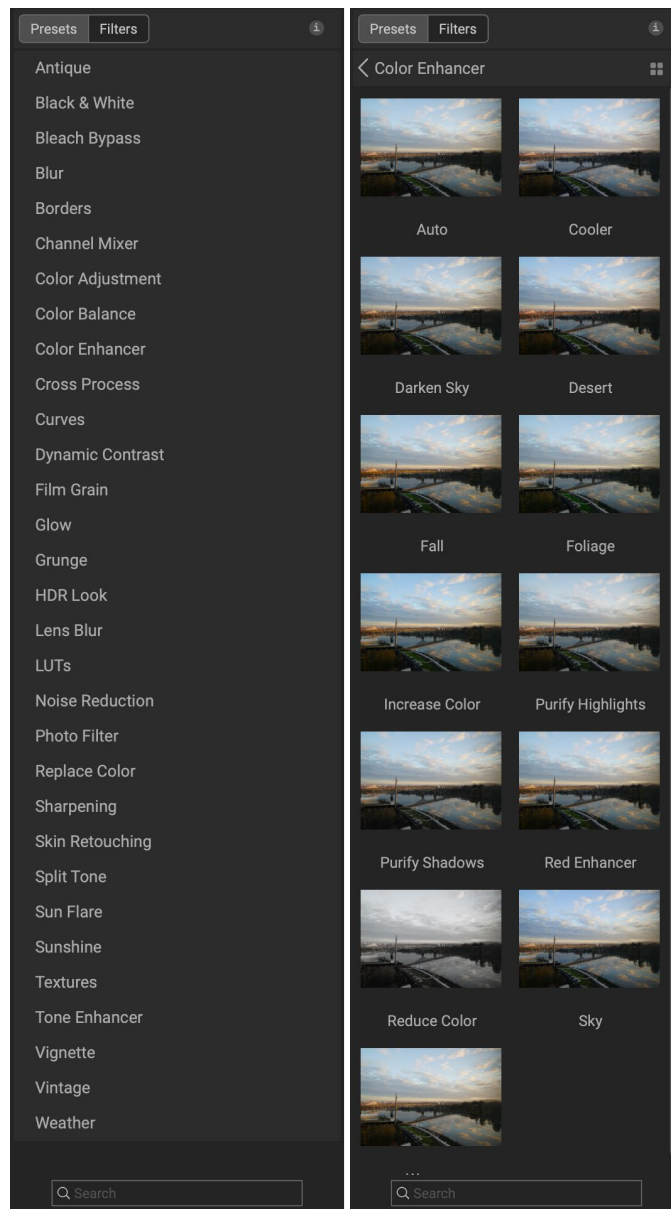 Presets Filters i
Antique
Black & White
Bleach Bypass
Blur
Borders
Channel Mixer
Color Adjustment
Color Balance
Color Enhancer
Cross Process
Curves
Dynamic Contrast
Film Grain
Glow
Grunge
HDR Look
Lens Blur
LUTs
Noise Reduction
Photo Filter
Replace Color
Sharpening
Skin Retouching
Split Tone
Sun Flare
Sunshine
Textures
Tone Enhancer
Vignette
Vintage
Weather
Search
Presets Filters i
Color Enhancer
Auto Cooler
Darken Sky Desert
Fall Foliage
Increase Color Purify Highlights
Purify Shadows Red Enhancer
Reduce Color Sky
...
Search